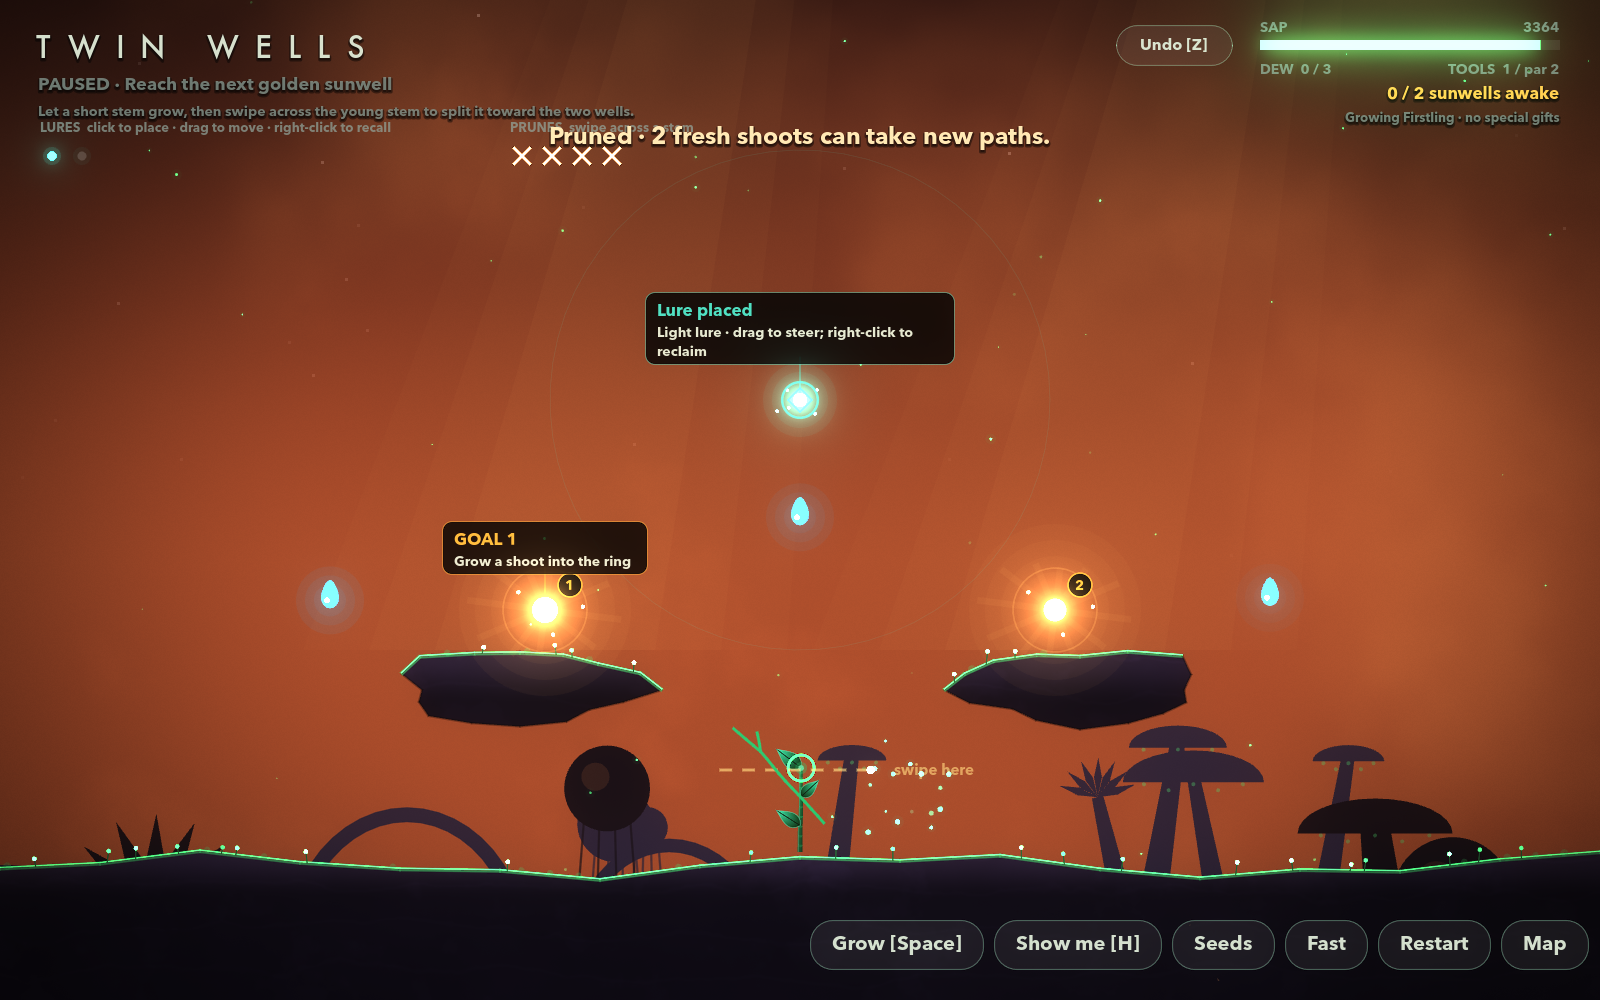 TWIN WELLS
PAUSED · Reach the next golden sunwell
Let a short stem grow, then swipe across the young stem to split it toward the two wells.
LURES click to place · drag to move · right-click to recall
PRUNES swipe across a stem
Pruned · 2 fresh shoots can take new paths.
Undo [Z]
SAP 3364
DEW 0 / 3 TOOLS 1 / par 2
0 / 2 sunwells awake
Growing Firstling · no special gifts
Lure placed
Light lure · drag to steer; right-click to
reclaim
GOAL 1
Grow a shoot into the ring
1
2
swipe here
Grow [Space] Show me [H] Seeds Fast Restart Map